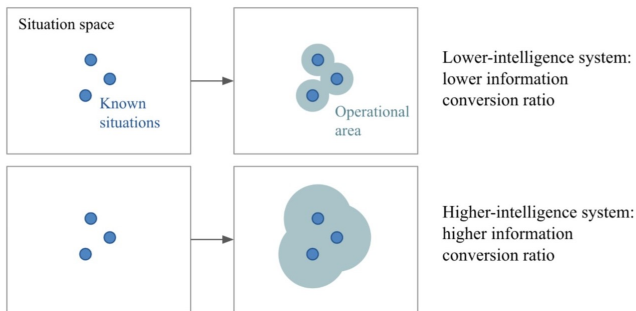 Situation space
Known
situations
Operational
area
Lower-intelligence system:
lower information
conversion ratio
Higher-intelligence system:
higher information
conversion ratio